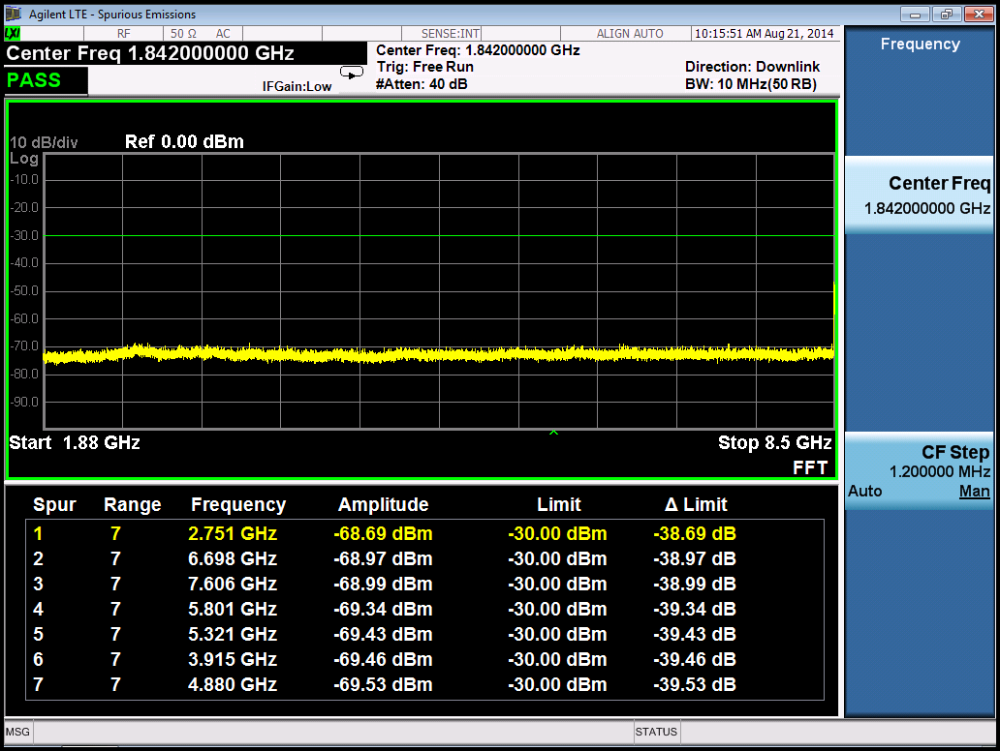 Agilent LTE - Spurious Emissions
LXI
RF 50 Ω AC SENSE:INT ALIGN AUTO 10:15:51 AM Aug 21, 2014
Center Freq 1.842000000 GHz
PASS
IFGain:Low
Center Freq: 1.842000000 GHz
Trig: Free Run
#Atten: 40 dB
Direction: Downlink
BW: 10 MHz(50 RB)
10 dB/div Ref 0.00 dBm
Log
-10.0
-20.0
-30.0
-40.0
-50.0
-60.0
-70.0
-80.0
-90.0
Start 1.88 GHz Stop 8.5 GHz
FFT
Spur Range Frequency Amplitude Limit Δ Limit
1 7 2.751 GHz -68.69 dBm -30.00 dBm -38.69 dB
2 7 6.698 GHz -68.97 dBm -30.00 dBm -38.97 dB
3 7 7.606 GHz -68.99 dBm -30.00 dBm -38.99 dB
4 7 5.801 GHz -69.34 dBm -30.00 dBm -39.34 dB
5 7 5.321 GHz -69.43 dBm -30.00 dBm -39.43 dB
6 7 3.915 GHz -69.46 dBm -30.00 dBm -39.46 dB
7 7 4.880 GHz -69.53 dBm -30.00 dBm -39.53 dB
MSG STATUS
Frequency
Center Freq
1.842000000 GHz
CF Step
1.200000 MHz
Auto Man